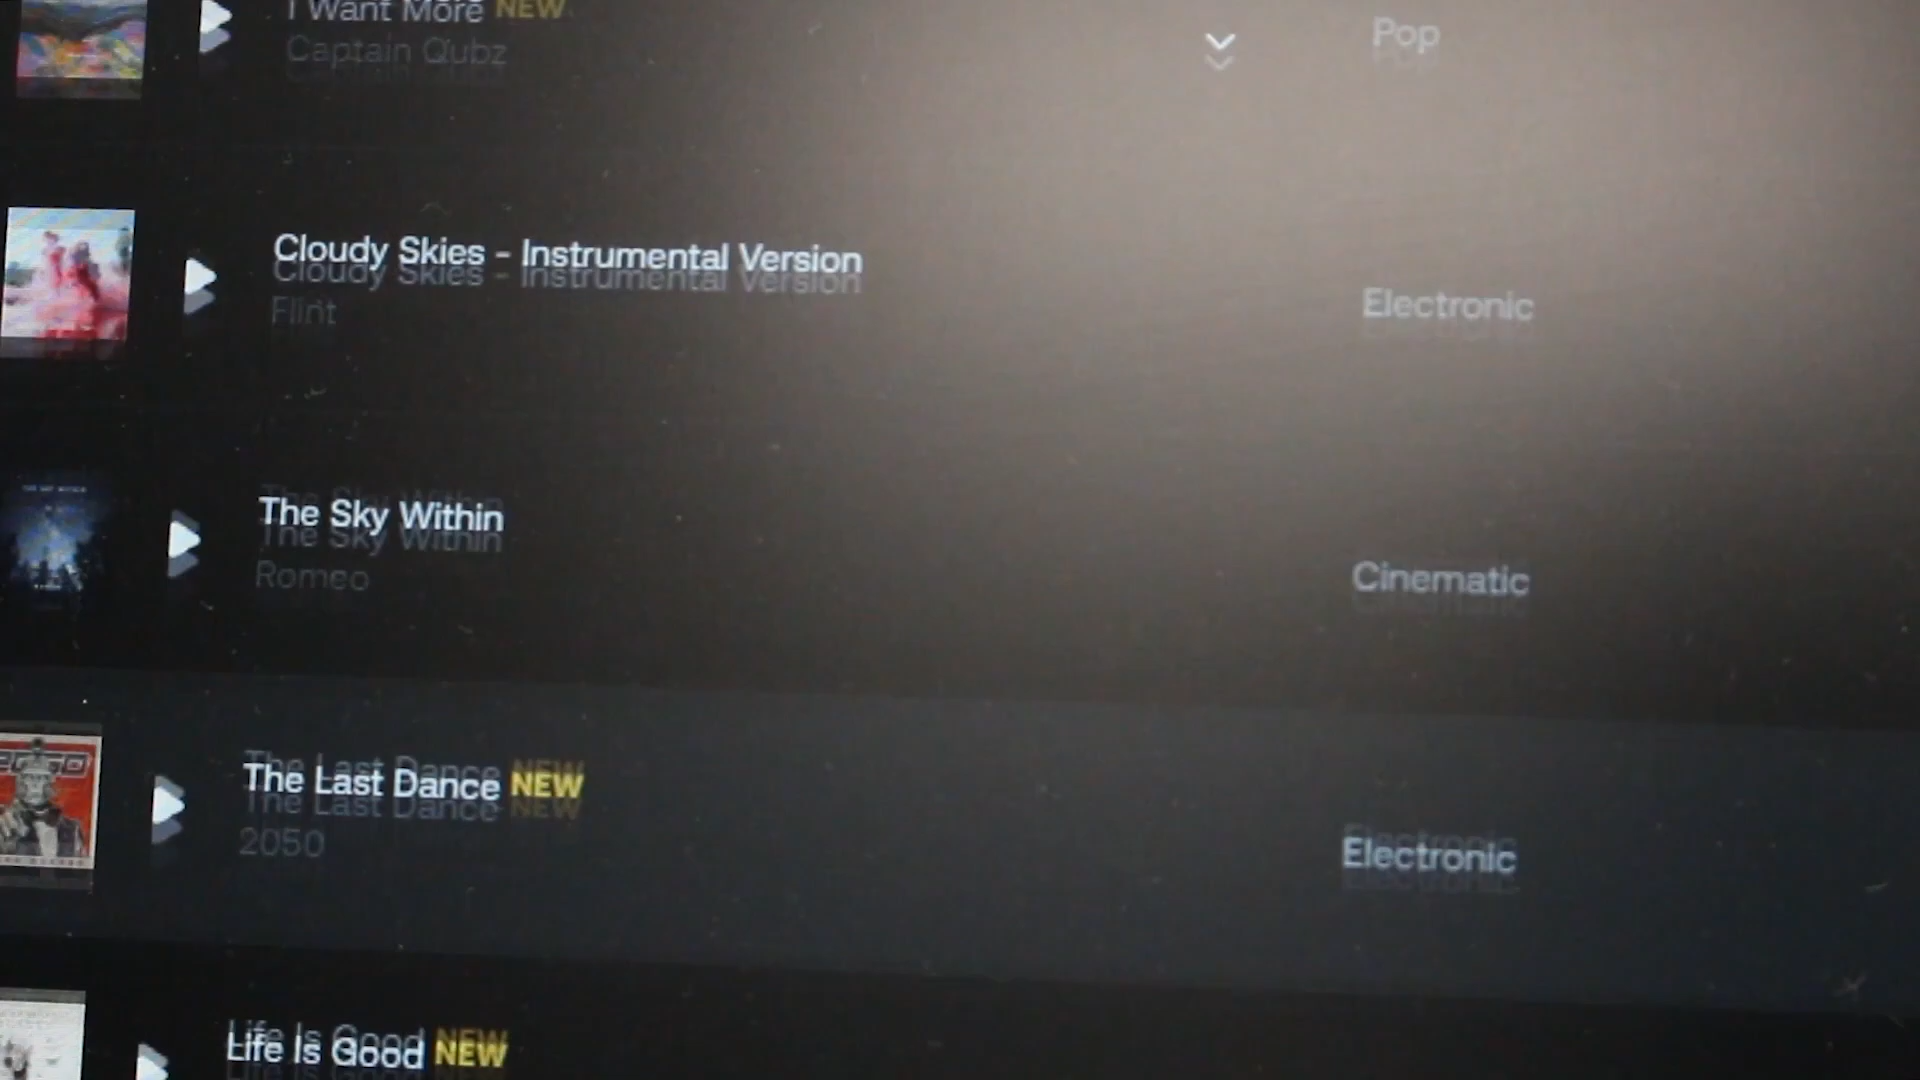 I Want More NEW
Captain Qubz
Pop
Cloudy Skies - Instrumental Version
Flint
Electronic
The Sky Within
Romeo
Cinematic
The Last Dance NEW
2050
Electronic
Life Is Good NEW